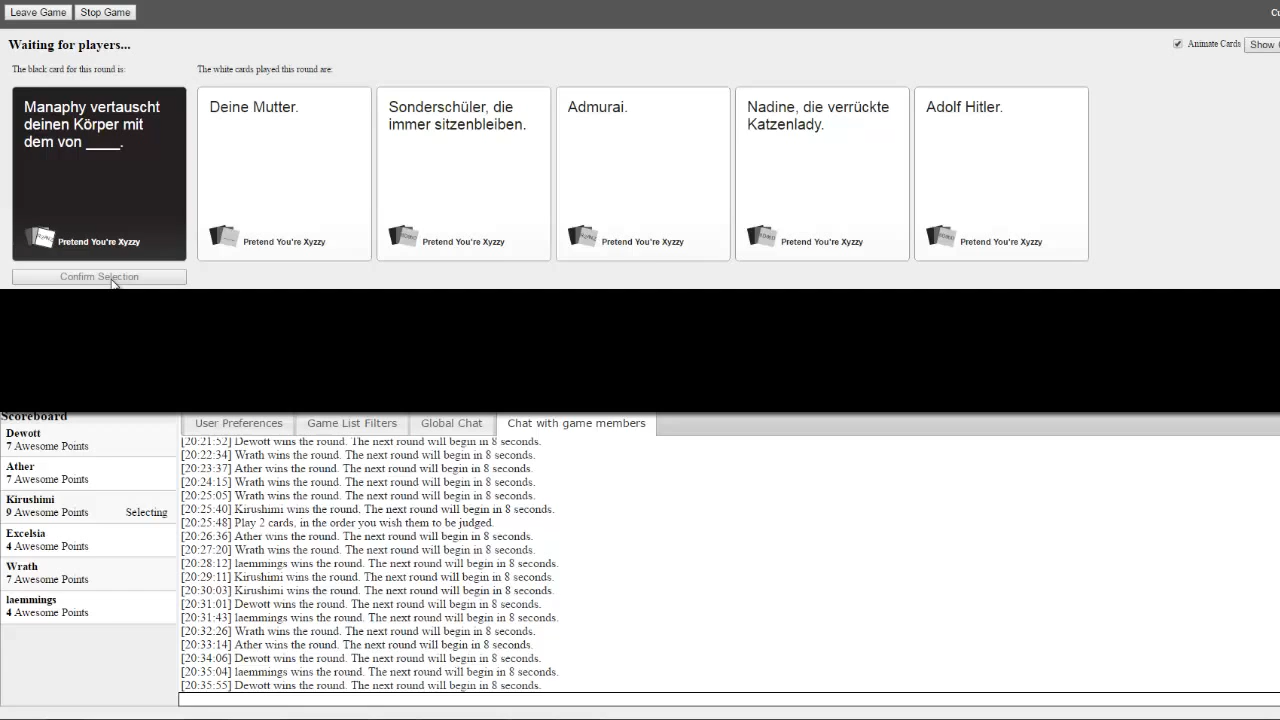 Leave Game Stop Game
Waiting for players...
Animate Cards Show
The black card for this round is:
The white cards played this round are:
Manaphy vertauscht
deinen Körper mit
dem von ____.
Pretend You're Xyzzy
Deine Mutter.
Pretend You're Xyzzy
Sonderschüler, die
immer sitzenbleiben.
Pretend You're Xyzzy
Admurai.
Pretend You're Xyzzy
Nadine, die verrückte
Katzenlady.
Pretend You're Xyzzy
Adolf Hitler.
Pretend You're Xyzzy
Confirm Selection
Scoreboard
Dewott
7 Awesome Points
Ather
7 Awesome Points
Kirushimi
9 Awesome Points Selecting
Excelsia
4 Awesome Points
Wrath
7 Awesome Points
laemmings
4 Awesome Points
User Preferences Game List Filters Global Chat Chat with game members
[20:21:52] Dewott wins the round. The next round will begin in 8 seconds.
[20:22:34] Wrath wins the round. The next round will begin in 8 seconds.
[20:23:37] Ather wins the round. The next round will begin in 8 seconds.
[20:24:15] Wrath wins the round. The next round will begin in 8 seconds.
[20:25:05] Wrath wins the round. The next round will begin in 8 seconds.
[20:25:40] Kirushimi wins the round. The next round will begin in 8 seconds.
[20:25:48] Play 2 cards, in the order you wish them to be judged.
[20:26:36] Ather wins the round. The next round will begin in 8 seconds.
[20:27:20] Wrath wins the round. The next round will begin in 8 seconds.
[20:28:12] laemmings wins the round. The next round will begin in 8 seconds.
[20:29:11] Kirushimi wins the round. The next round will begin in 8 seconds.
[20:30:03] Kirushimi wins the round. The next round will begin in 8 seconds.
[20:31:01] Dewott wins the round. The next round will begin in 8 seconds.
[20:31:43] laemmings wins the round. The next round will begin in 8 seconds.
[20:32:26] Wrath wins the round. The next round will begin in 8 seconds.
[20:33:14] Ather wins the round. The next round will begin in 8 seconds.
[20:34:06] Dewott wins the round. The next round will begin in 8 seconds.
[20:35:04] laemmings wins the round. The next round will begin in 8 seconds.
[20:35:55] Dewott wins the round. The next round will begin in 8 seconds.